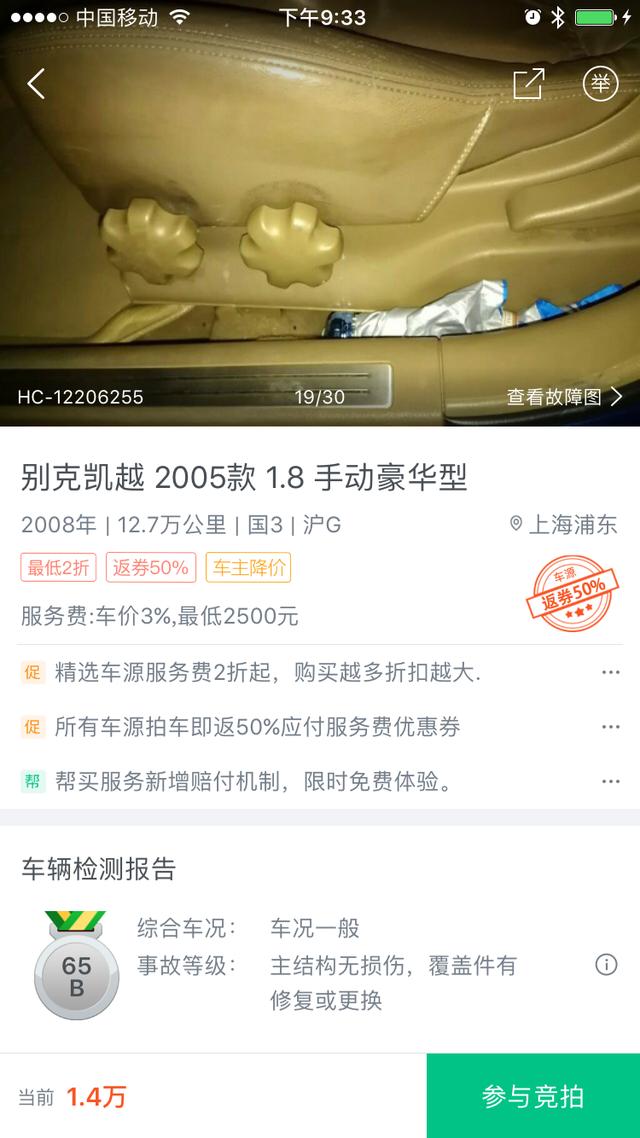 中国移动 下午9:33
举
HC-12206255 19/30 查看故障图
别克凯越 2005款 1.8 手动豪华型
2008年 | 12.7万公里 | 国3 | 沪G 上海浦东
最低2折 返券50% 车主降价
车源
返券50%
服务费:车价3%,最低2500元
促 精选车源服务费2折起，购买越多折扣越大. ...
促 所有车源拍车即返50%应付服务费优惠券 ...
帮 帮买服务新增赔付机制，限时免费体验。 ...
车辆检测报告
65
B
综合车况： 车况一般
事故等级： 主结构无损伤，覆盖件有
修复或更换
当前 1.4万 参与竞拍